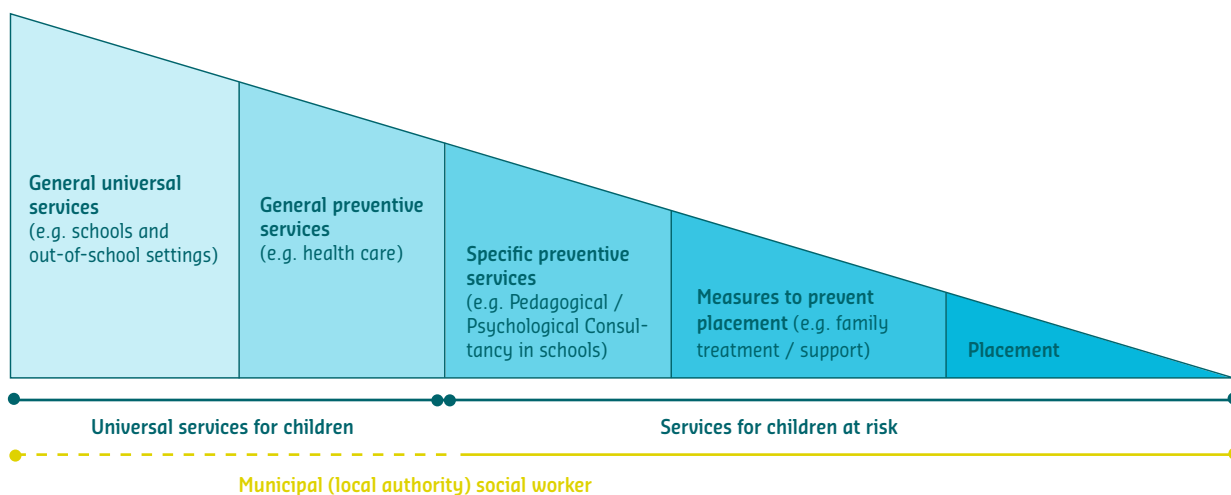 General universal
services
(e.g. schools and
out-of-school settings)
General preventive
services
(e.g. health care)
Specific preventive
services
(e.g. Pedagogical /
Psychological Consul-
tancy in schools)
Measures to prevent
placement (e.g. family
treatment / support)
Placement
Universal services for children
Services for children at risk
Municipal (local authority) social worker